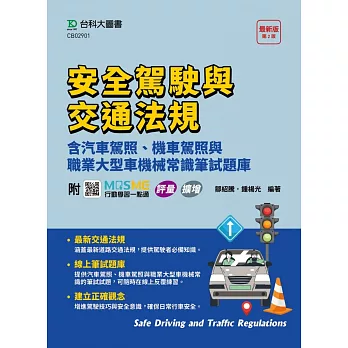 台科大圖書
CB02901
最新版
第2版
安全駕駛與
交通法規
含汽車駕照、機車駕照與
職業大型車機械常識筆試題庫
附 MOSME 評量 擴增
行動學習一點通
鄒紹騰・鍾楊光 編著
• 最新交通法規
涵蓋最新道路交通法規，提供駕駛者必備知識。
• 線上筆試題庫
提供汽車駕照、機車駕照與職業大型車機械常
識的筆試試題，可隨時在線上反覆練習。
• 建立正確觀念
增進駕駛技巧與安全意識，確保日常行車安全。
Safe Driving and Traffic Regulations